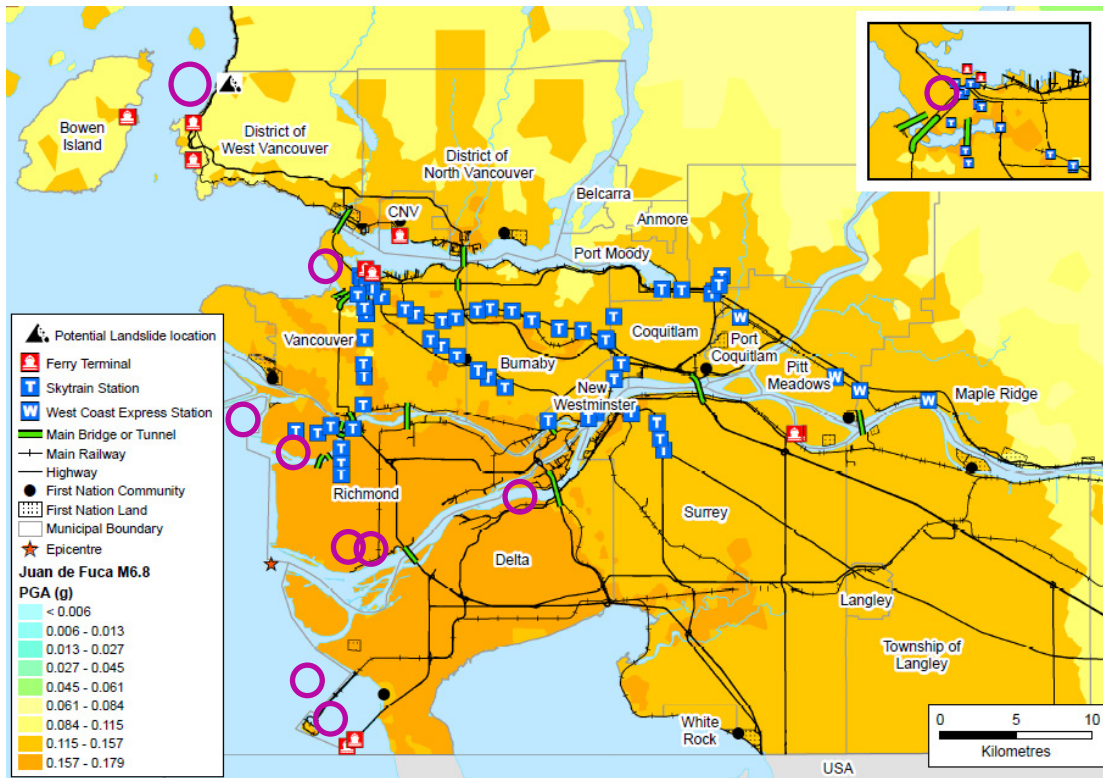 Bowen
Island
District of
West Vancouver
District of
North Vancouver
CNV
Belcarra
Anmore
Port Moody
Vancouver
Burnaby
Coquitlam
Port
Coquitlam
Pitt
Meadows
Maple Ridge
New
Westminster
Richmond
Surrey
Delta
Langley
Township of
Langley
White
Rock
USA
T
W
Potential Landslide location
Ferry Terminal
T Skytrain Station
W West Coast Express Station
Main Bridge or Tunnel
Main Railway
Highway
First Nation Community
First Nation Land
Municipal Boundary
Epicentre
Juan de Fuca M6.8
PGA (g)
< 0.006
0.006 - 0.013
0.013 - 0.027
0.027 - 0.045
0.045 - 0.061
0.061 - 0.084
0.084 - 0.115
0.115 - 0.157
0.157 - 0.179
0 5 10
Kilometres